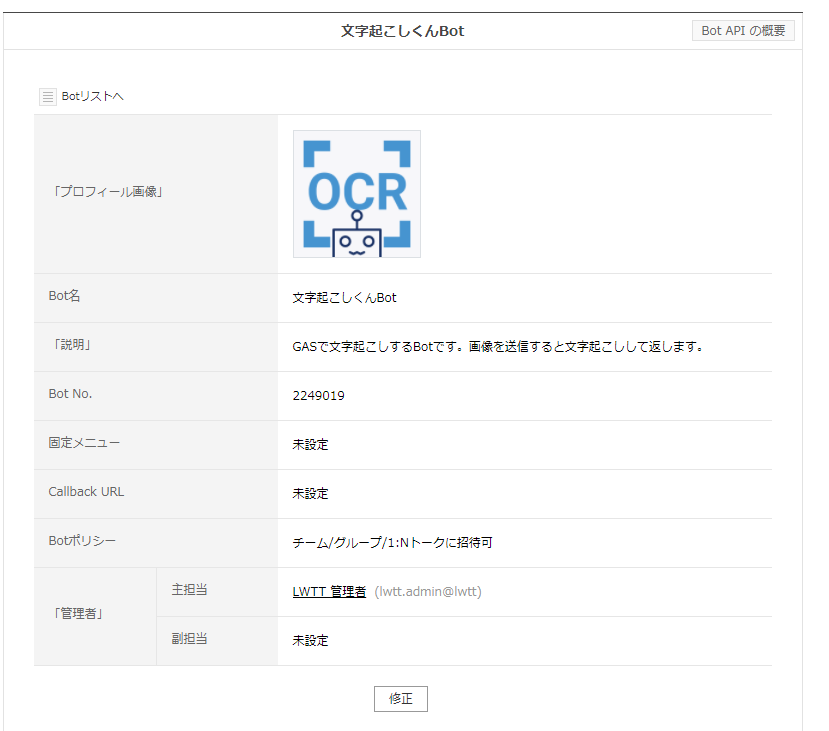 文字起こしくんBot
Bot API の概要
Botリストへ
「プロフィール画像」
OCR
Bot名
文字起こしくんBot
「説明」
GASで文字起こしするBotです。画像を送信すると文字起こしして返します。
Bot No.
2249019
固定メニュー
未設定
Callback URL
未設定
Botポリシー
チーム/グループ/1:Nトークに招待可
「管理者」
主担当
LWTT 管理者 (lwtt.admin@lwtt)
副担当
未設定
修正